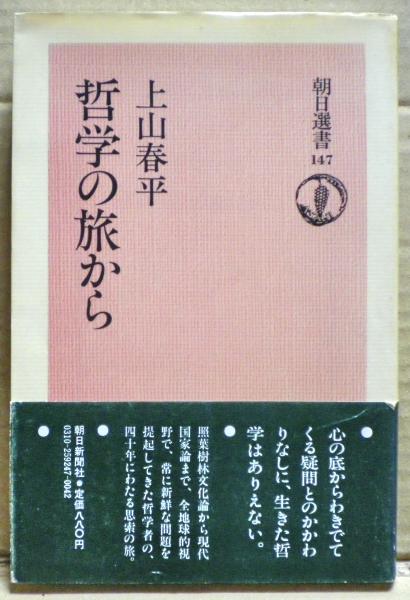 朝日選書
147
上山春平
哲学の旅から
心の底からわきでて
くる疑問とのかかわ
りなしに、生きた哲
学はありえない。
照葉樹林文化論から現代
国家論まで、全地球的視
野で、常に新鮮な問題を
提起してきた哲学者の、
四十年にわたる思索の旅。
朝日新聞社●定価八八〇円
0310-259247-0042